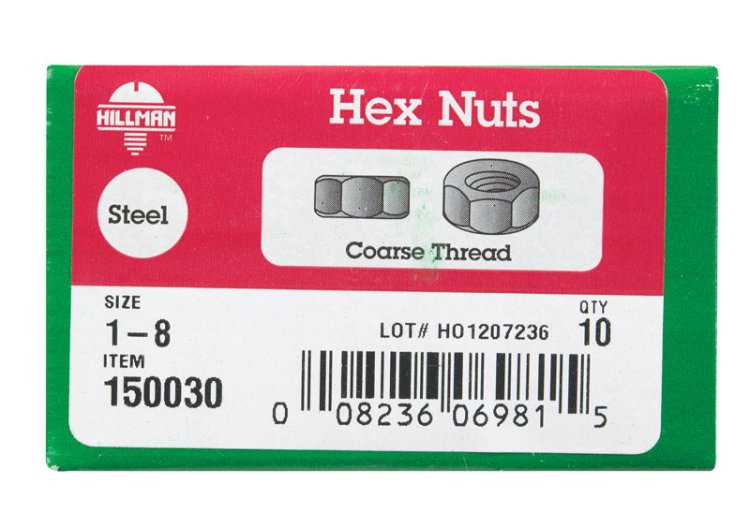 HILLMAN
TM
Hex Nuts
Steel
Coarse Thread
SIZE
1-8
ITEM
150030
LOT# H01207236
QTY
10
0 08236 06981 5